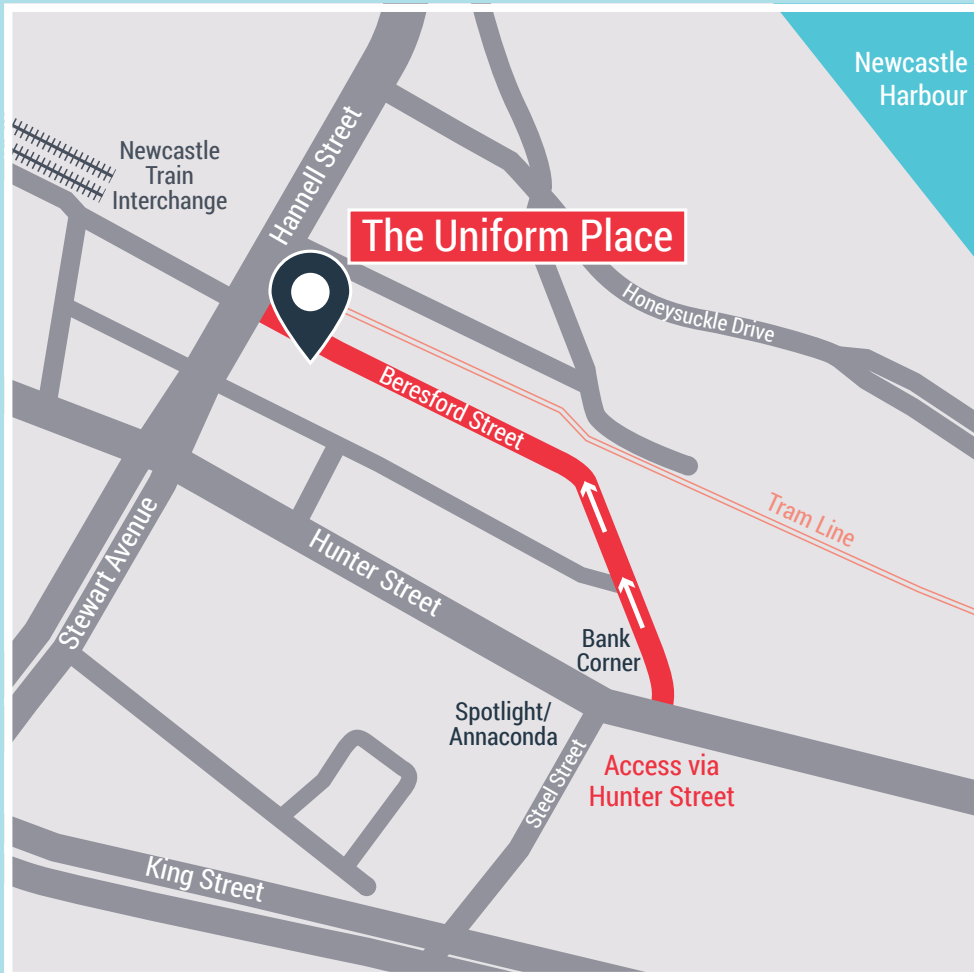 Newcastle
Harbour
Newcastle
Train
Interchange
Hannell Street
The Uniform Place
Honeysuckle Drive
Beresford Street
Tram Line
Stewart Avenue
Hunter Street
Bank
Corner
Spotlight/
Annaconda
Steel Street
Access via
Hunter Street
King Street